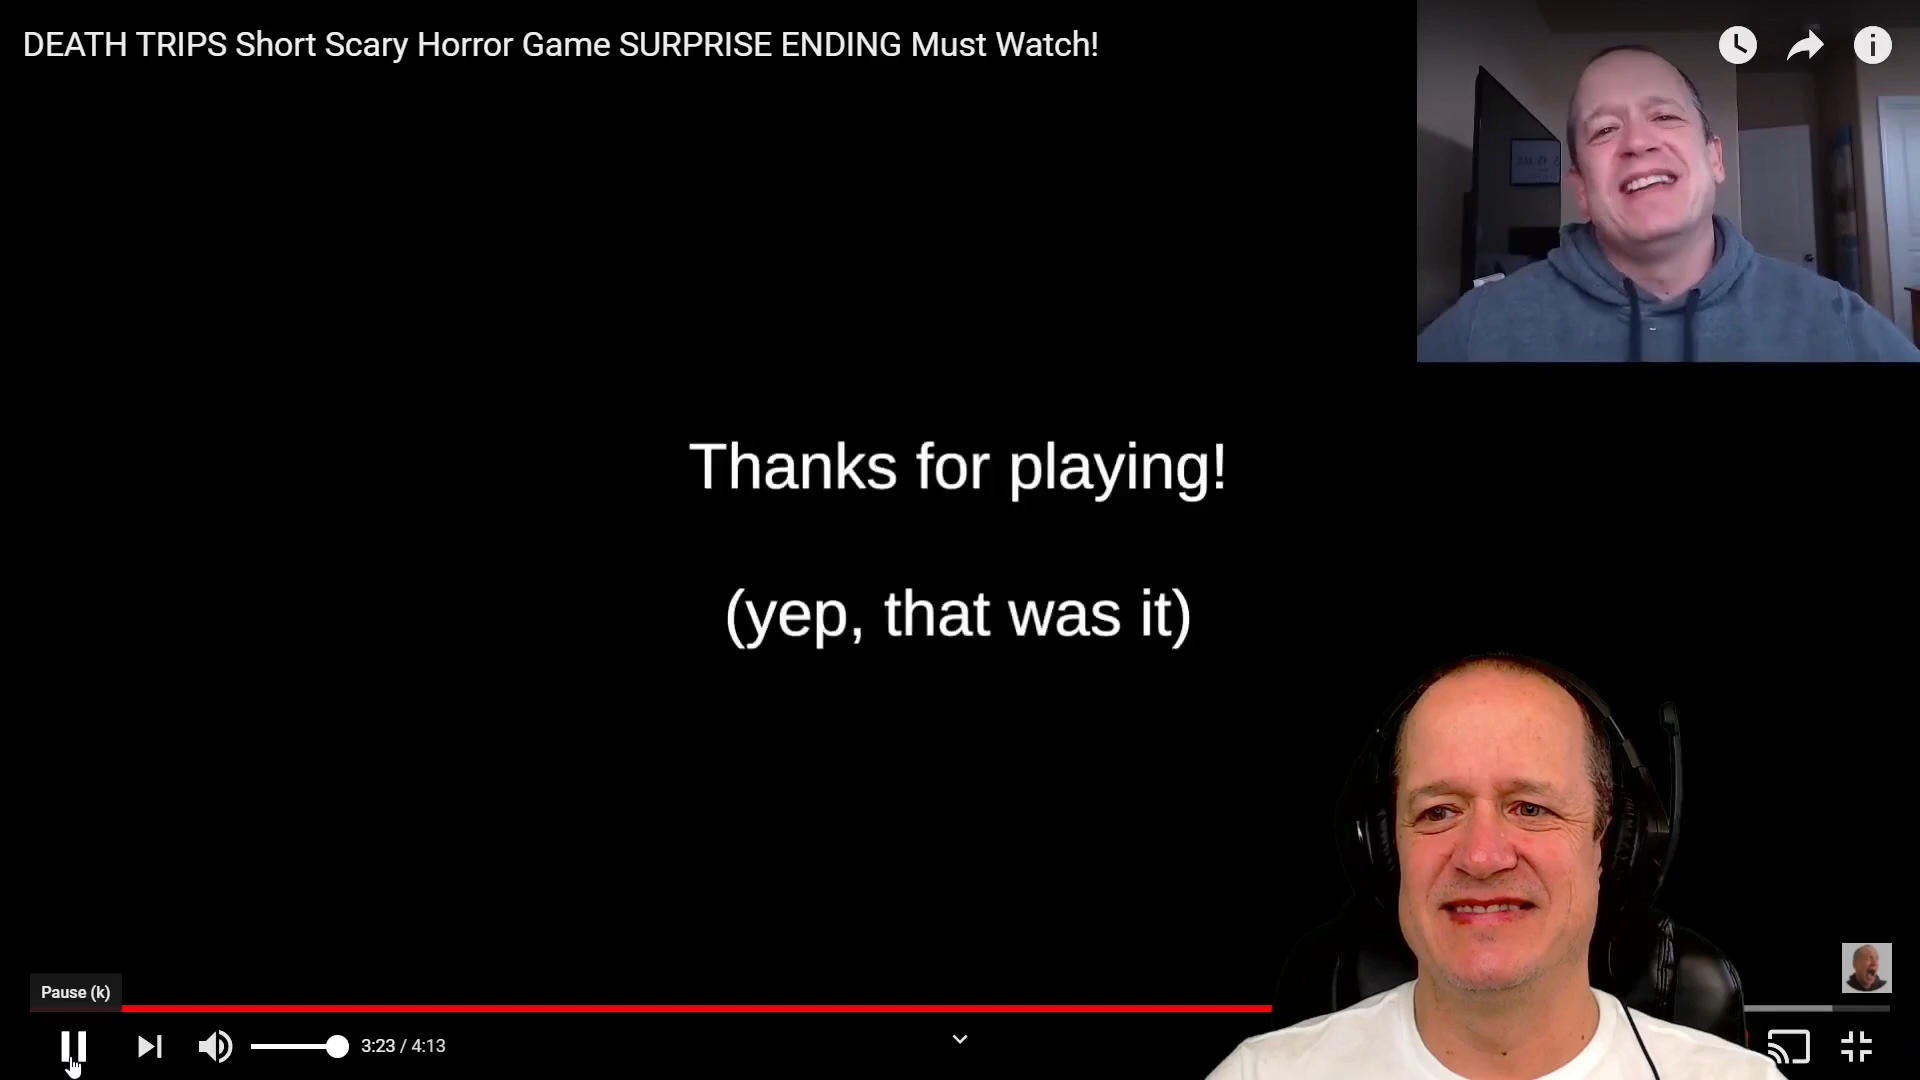 DEATH TRIPS Short Scary Horror Game SURPRISE ENDING Must Watch!
Thanks for playing!
(yep, that was it)
Pause (k)
3:23 / 4:13